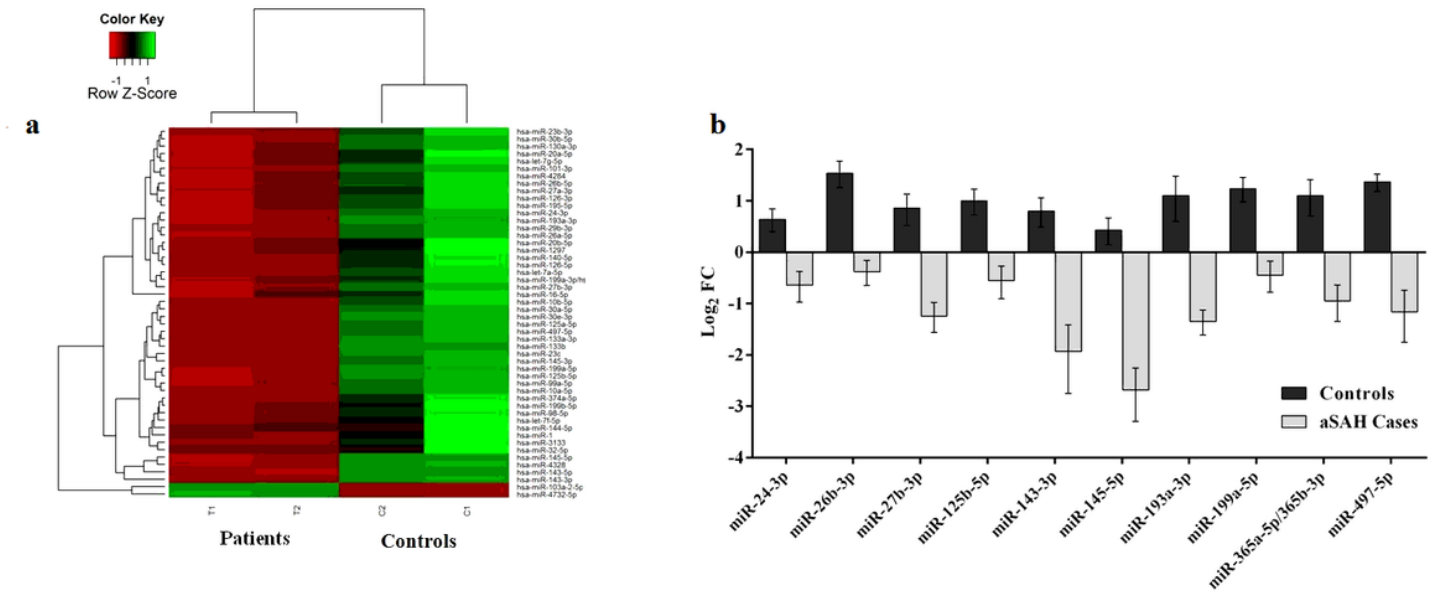 Color Key
-1 1
Row Z-Score
a
hsa-miR-23b-3p
hsa-miR-30b-5p
hsa-miR-130a-3p
hsa-miR-20a-5p
hsa-let-7g-5p
hsa-miR-101-3p
hsa-miR-4284
hsa-miR-26b-5p
hsa-miR-27a-3p
hsa-miR-126-3p
hsa-miR-195-5p
hsa-miR-24-3p
hsa-miR-193a-3p
hsa-miR-29b-3p
hsa-miR-26a-5p
hsa-miR-20b-5p
hsa-miR-1297
hsa-miR-140-5p
hsa-miR-126-5p
hsa-let-7a-5p
hsa-miR-199a-3p/hs
hsa-miR-27b-3p
hsa-miR-16-5p
hsa-miR-10b-5p
hsa-miR-30a-5p
hsa-miR-30e-3p
hsa-miR-125a-5p
hsa-miR-497-5p
hsa-miR-133a-3p
hsa-miR-133b
hsa-miR-23c
hsa-miR-145-3p
hsa-miR-199a-5p
hsa-miR-125b-5p
hsa-miR-99a-5p
hsa-miR-10a-5p
hsa-miR-374a-5p
hsa-miR-199b-5p
hsa-miR-98-5p
hsa-let-7f-5p
hsa-miR-144-5p
hsa-miR-1
hsa-miR-3133
hsa-miR-32-5p
hsa-miR-145-5p
hsa-miR-4328
hsa-miR-143-5p
hsa-miR-143-3p
hsa-miR-103a-2-5p
hsa-miR-4732-5p
T1 T2 C2 C1
Patients Controls
b
2
1
0
-1
-2
-3
-4
Log2 FC
Controls
aSAH Cases
miR-24-3p
miR-26b-3p
miR-27b-3p
miR-125b-5p
miR-143-3p
miR-145-5p
miR-193a-3p
miR-199a-5p
miR-365a-5p/365b-3p
miR-497-5p